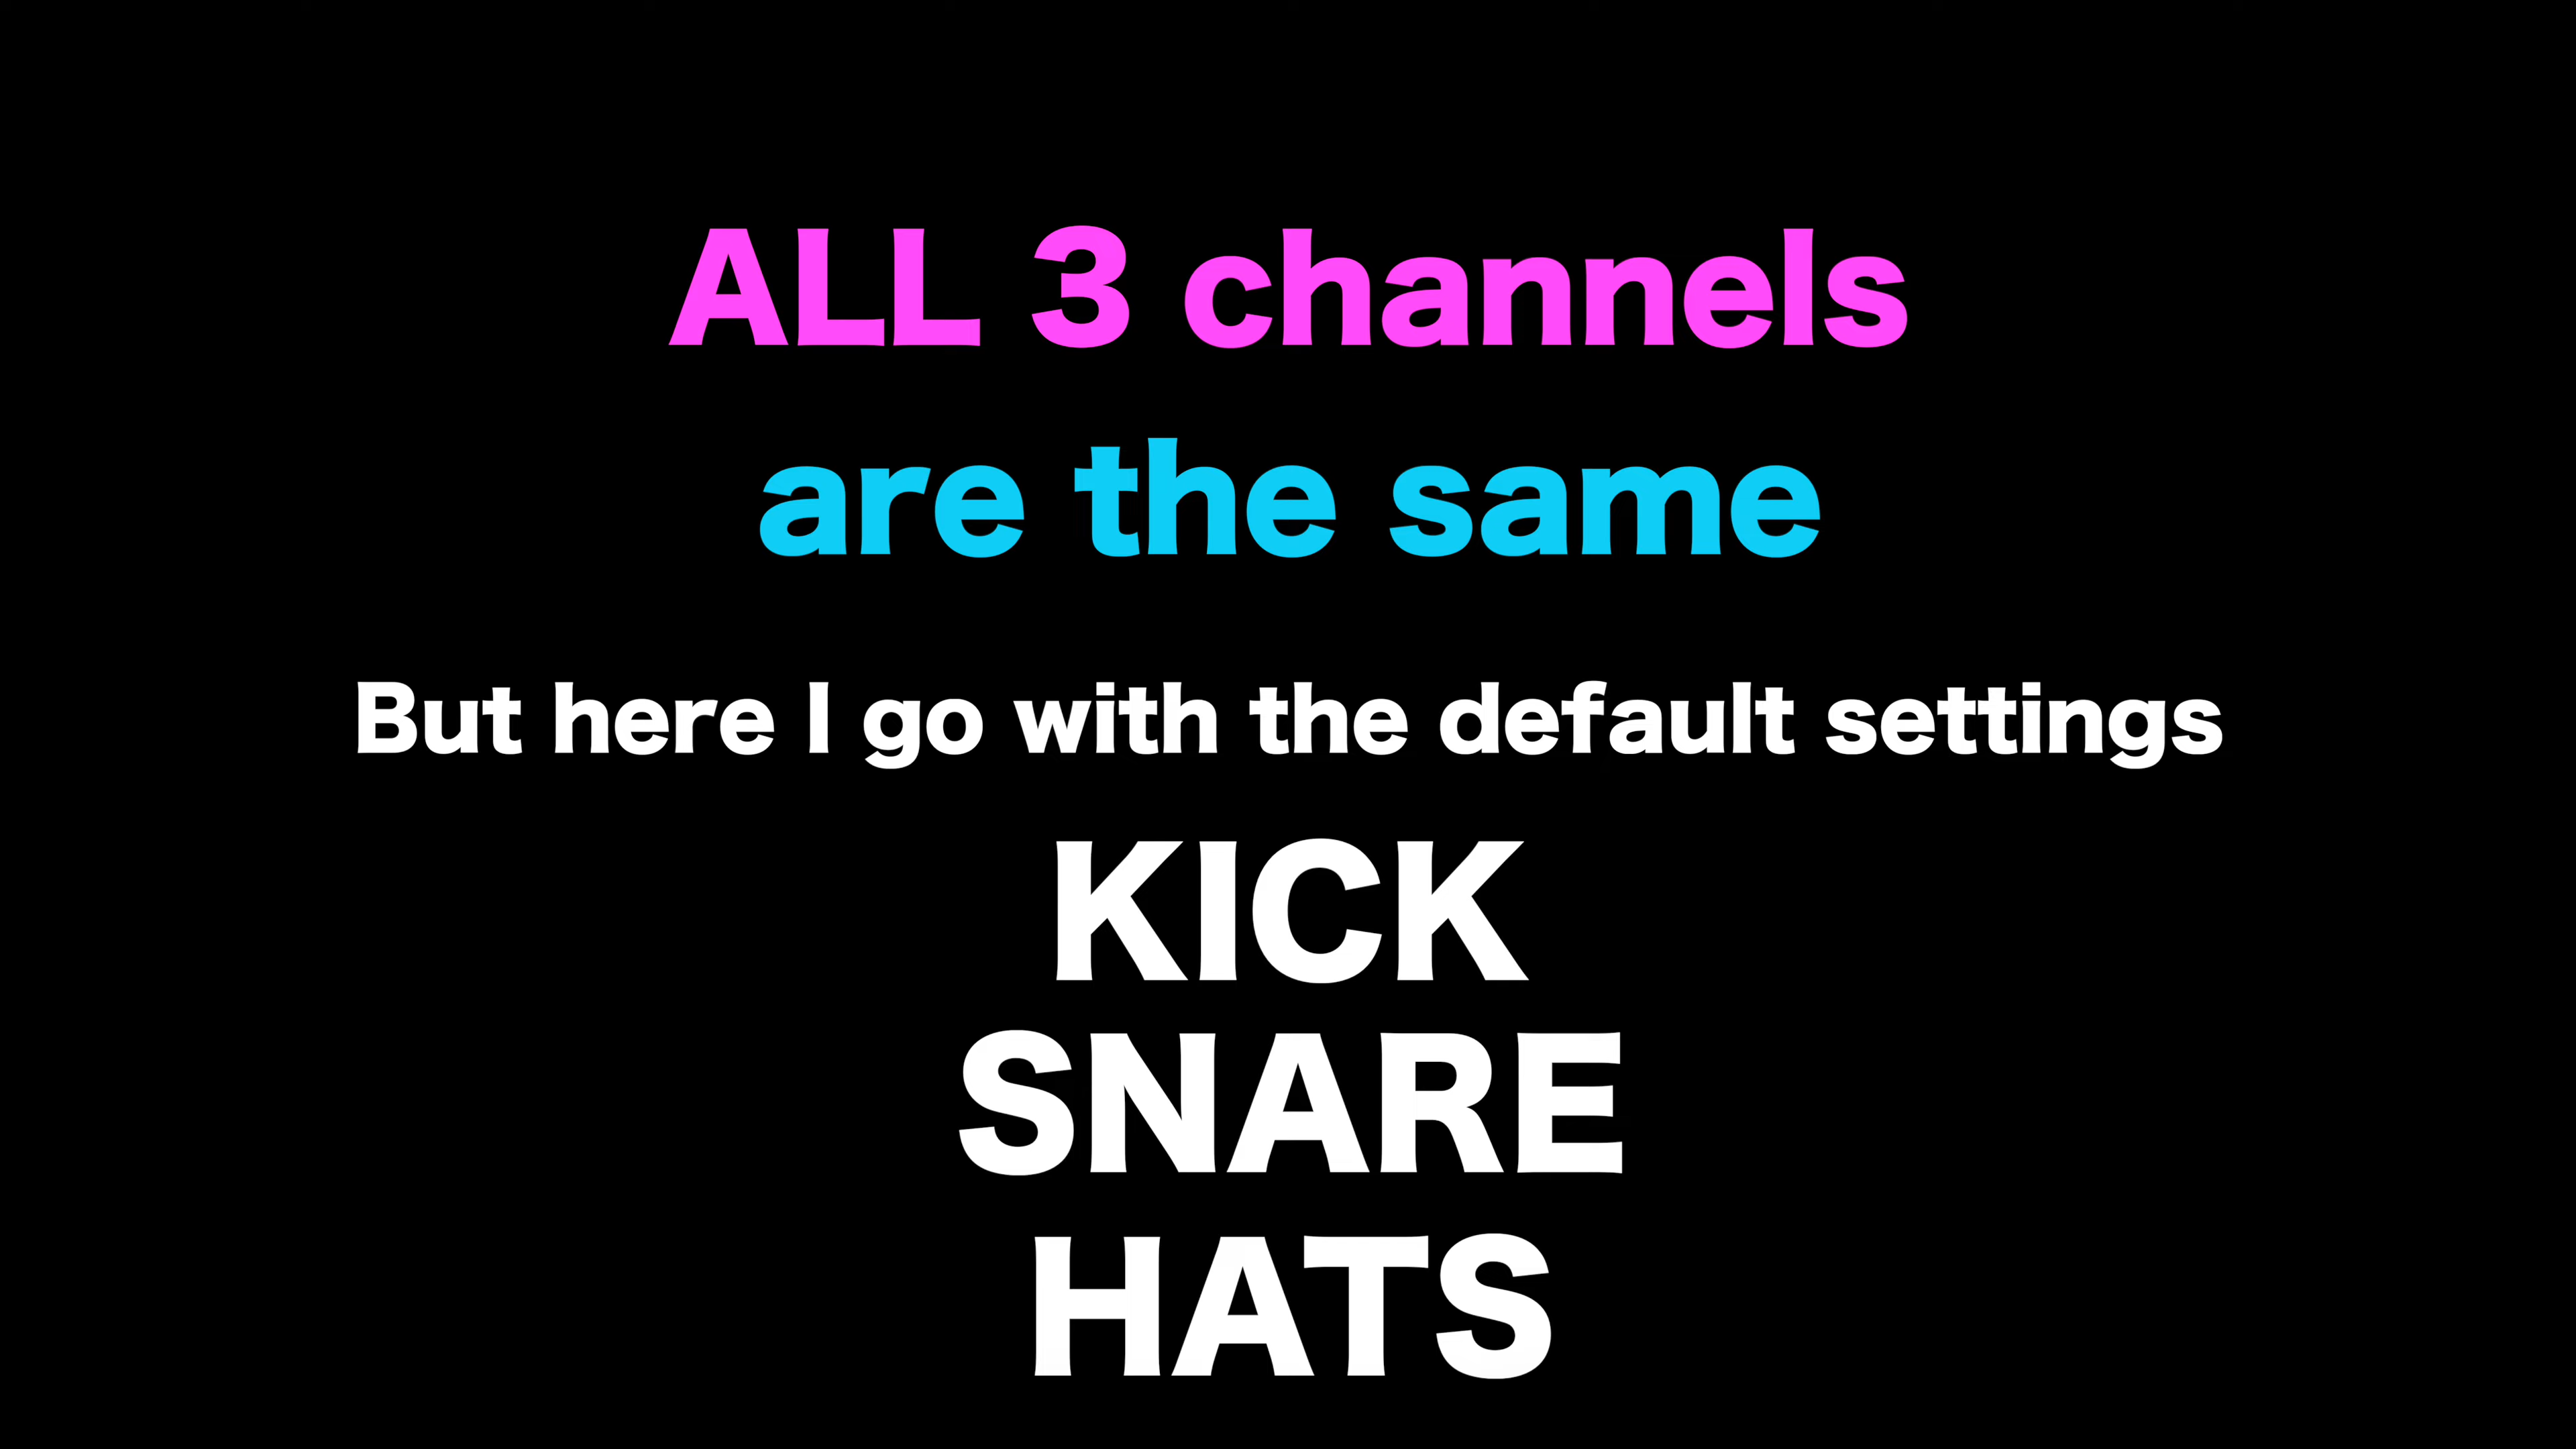 ALL 3 channels
are the same
But here I go with the default settings
KICK
SNARE
HATS